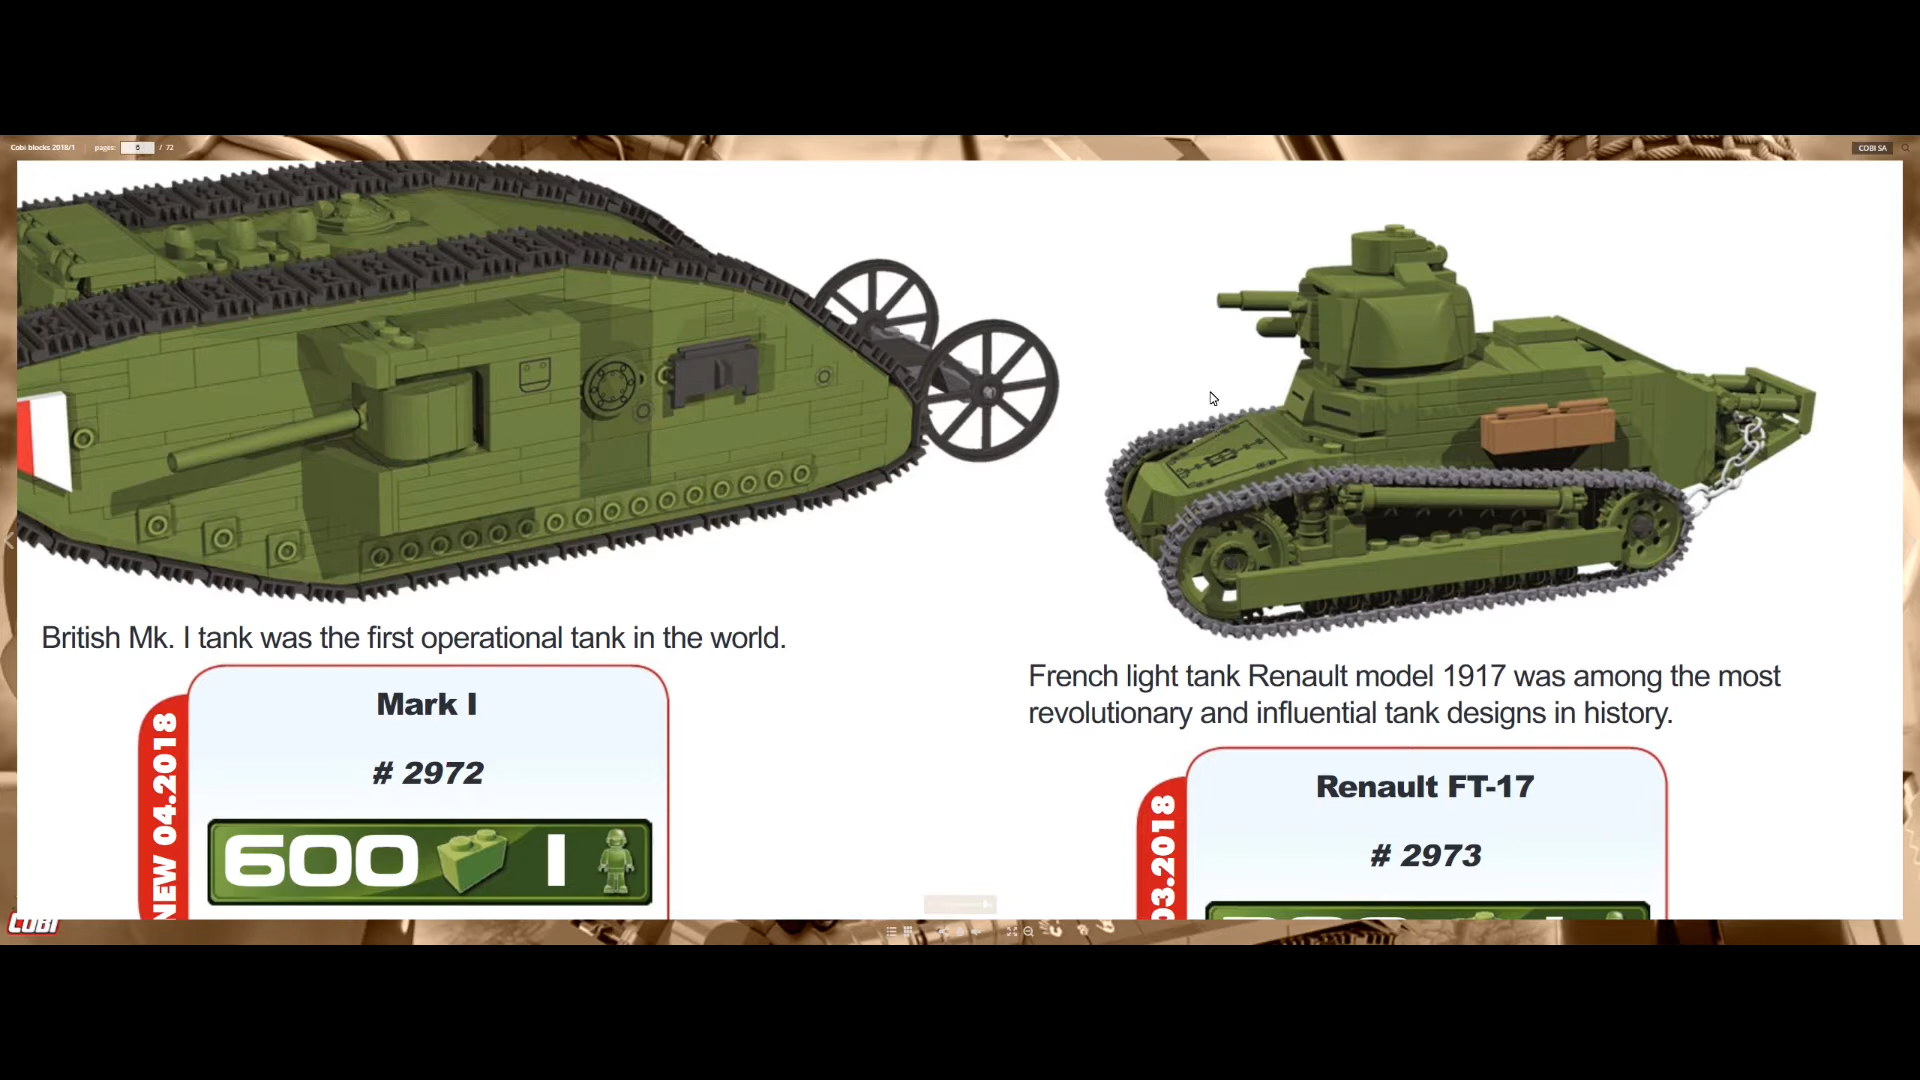 Cobi blocks 2018/1
pages: 6 / 72
COBI SA
British Mk. I tank was the first operational tank in the world.
French light tank Renault model 1917 was among the most
revolutionary and influential tank designs in history.
NEW 04.2018
Mark I
# 2972
600 1
03.2018
Renault FT-17
# 2973
COBI